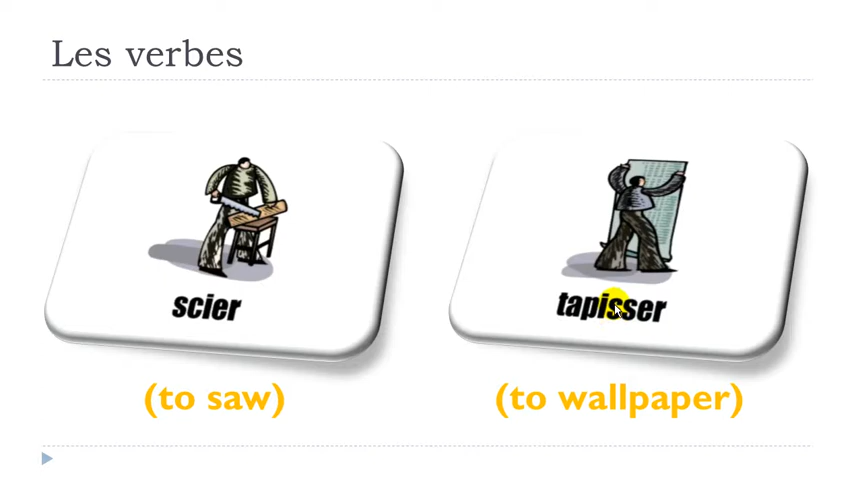 Les verbes
scier
tapisser
(to saw)
(to wallpaper)